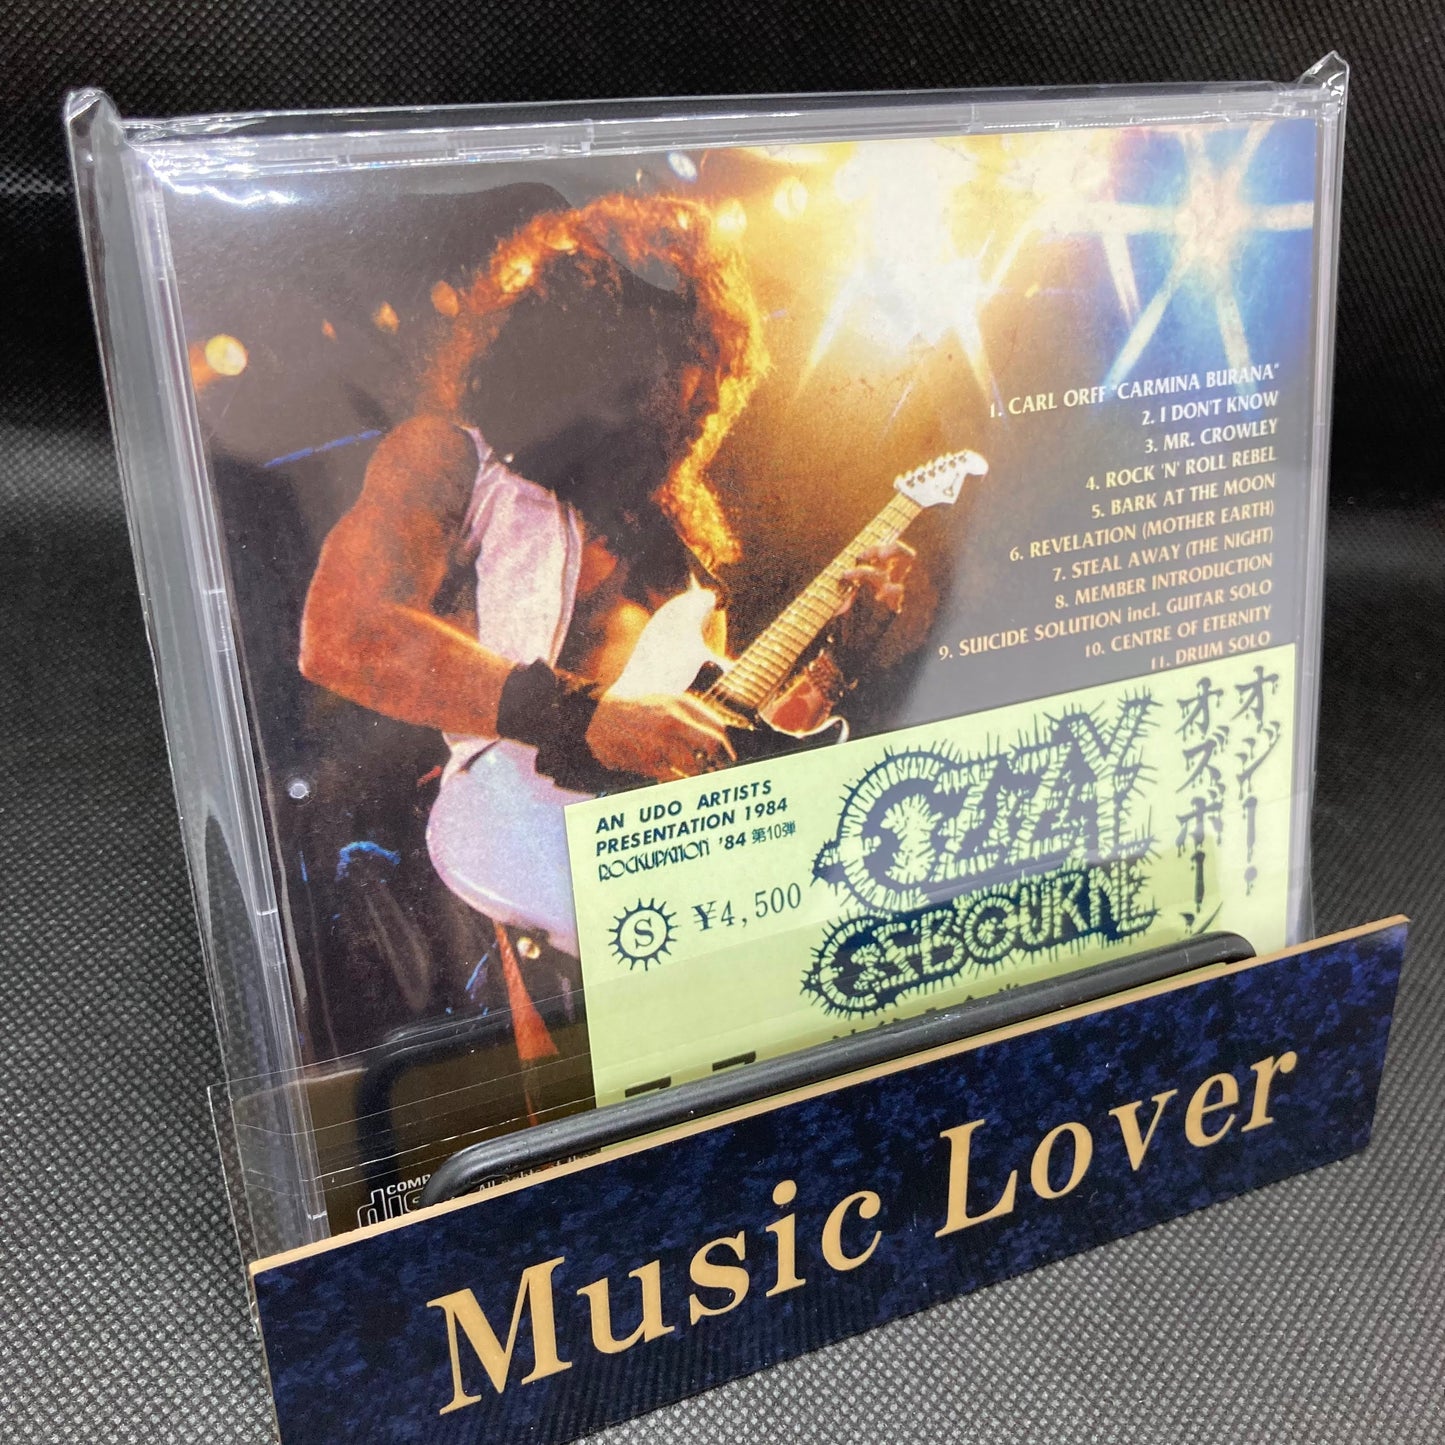 1. CARL ORFF "CARMINA BURANA"
2. I DON'T KNOW
3. MR. CROWLEY
4. ROCK 'N' ROLL REBEL
5. BARK AT THE MOON
6. REVELATION (MOTHER EARTH)
7. STEAL AWAY (THE NIGHT)
8. MEMBER INTRODUCTION
9. SUICIDE SOLUTION incl. GUITAR SOLO
10. CENTRE OF ETERNITY
11. DRUM SOLO
AN UDO ARTISTS
PRESENTATION 1984
ROCKUPATION '84 第10弾
S ¥4,500
OZZY
OSBOURNE
オジー・
オズボーン
Music Lover